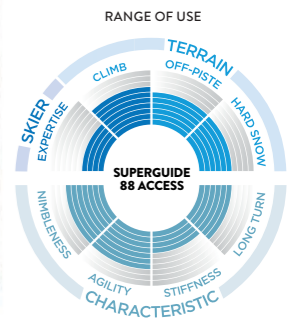 RANGE OF USE
TERRAIN
CLIMB
OFF-PISTE
SKIER
EXPERTISE
HARD SNOW
SUPERGUIDE
88 ACCESS
NIMBLENESS
LONG TURN
AGILITY
STIFFNESS
CHARACTERISTIC